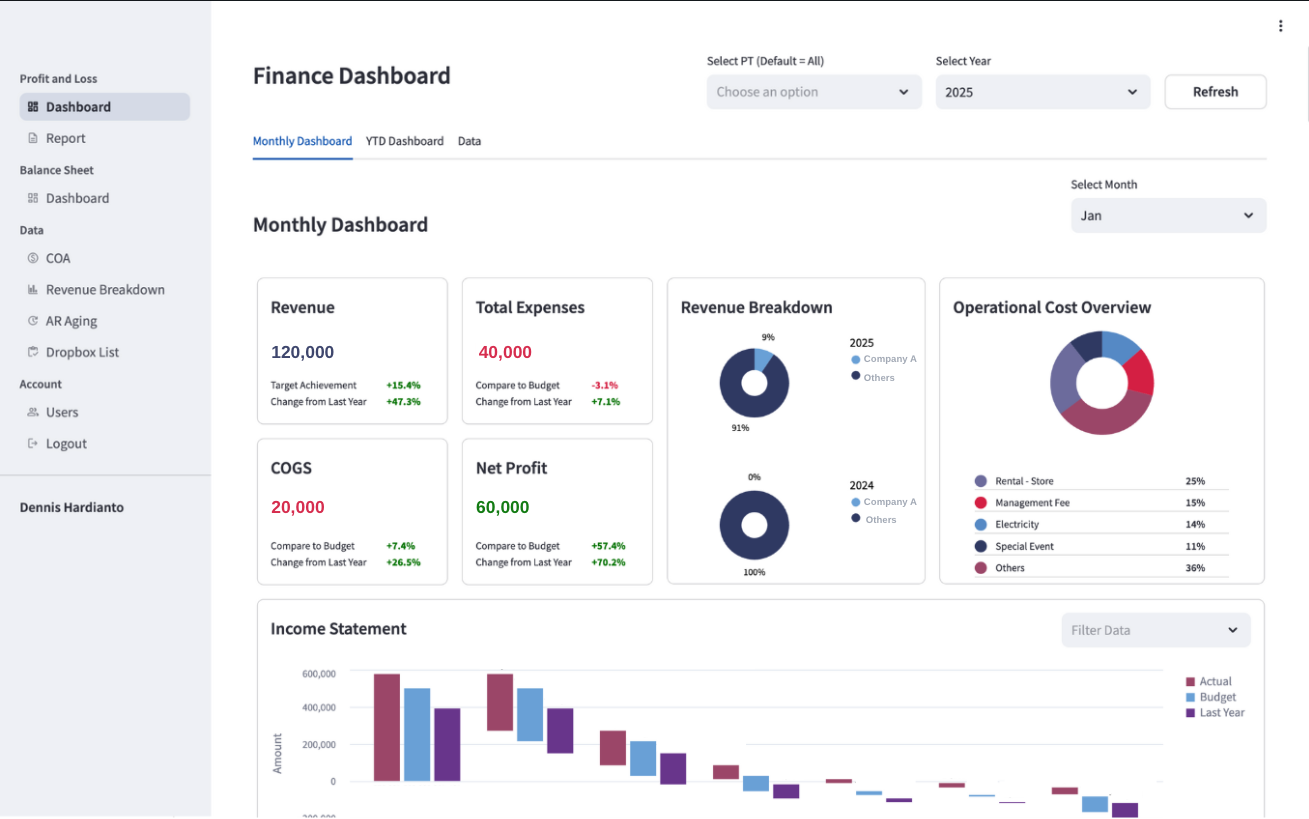 Profit and Loss
Dashboard
Report
Balance Sheet
Dashboard
Data
COA
Revenue Breakdown
AR Aging
Dropbox List
Account
Users
Logout
Dennis Hardianto
Finance Dashboard
Select PT (Default = All)
Choose an option
Select Year
2025
Refresh
Monthly Dashboard YTD Dashboard Data
Select Month
Jan
Monthly Dashboard
Revenue
120,000
Target Achievement +15.4%
Change from Last Year +47.3%
Total Expenses
40,000
Compare to Budget -3.1%
Change from Last Year +7.1%
COGS
20,000
Compare to Budget +7.4%
Change from Last Year +26.5%
Net Profit
60,000
Compare to Budget +57.4%
Change from Last Year +70.2%
Revenue Breakdown
9%
91%
2025
Company A
Others
0%
100%
2024
Company A
Others
Operational Cost Overview
Rental - Store 25%
Management Fee 15%
Electricity 14%
Special Event 11%
Others 36%
Income Statement
Filter Data
Amount
600,000
400,000
200,000
0
Actual
Budget
Last Year